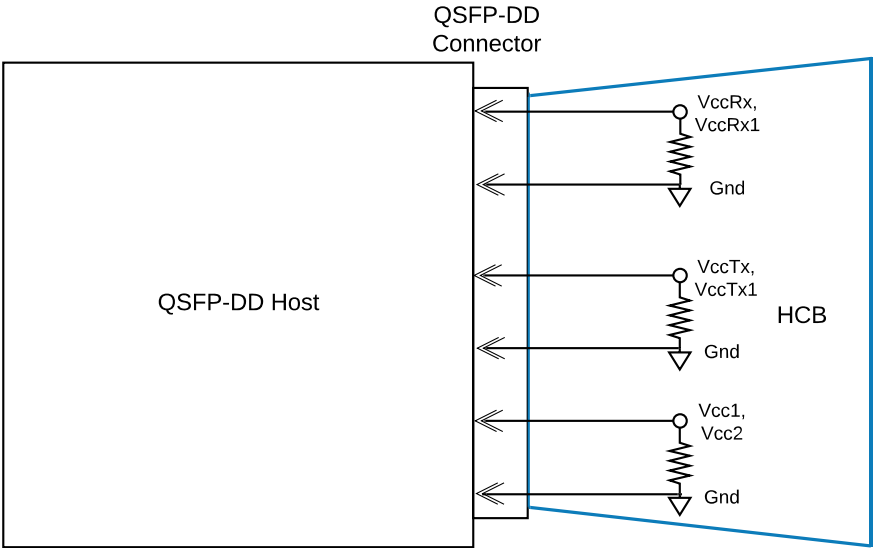 QSFP-DD
Connector
VccRx,
VccRx1
Gnd
QSFP-DD Host
VccTx,
VccTx1
HCB
Gnd
Vcc1,
Vcc2
Gnd